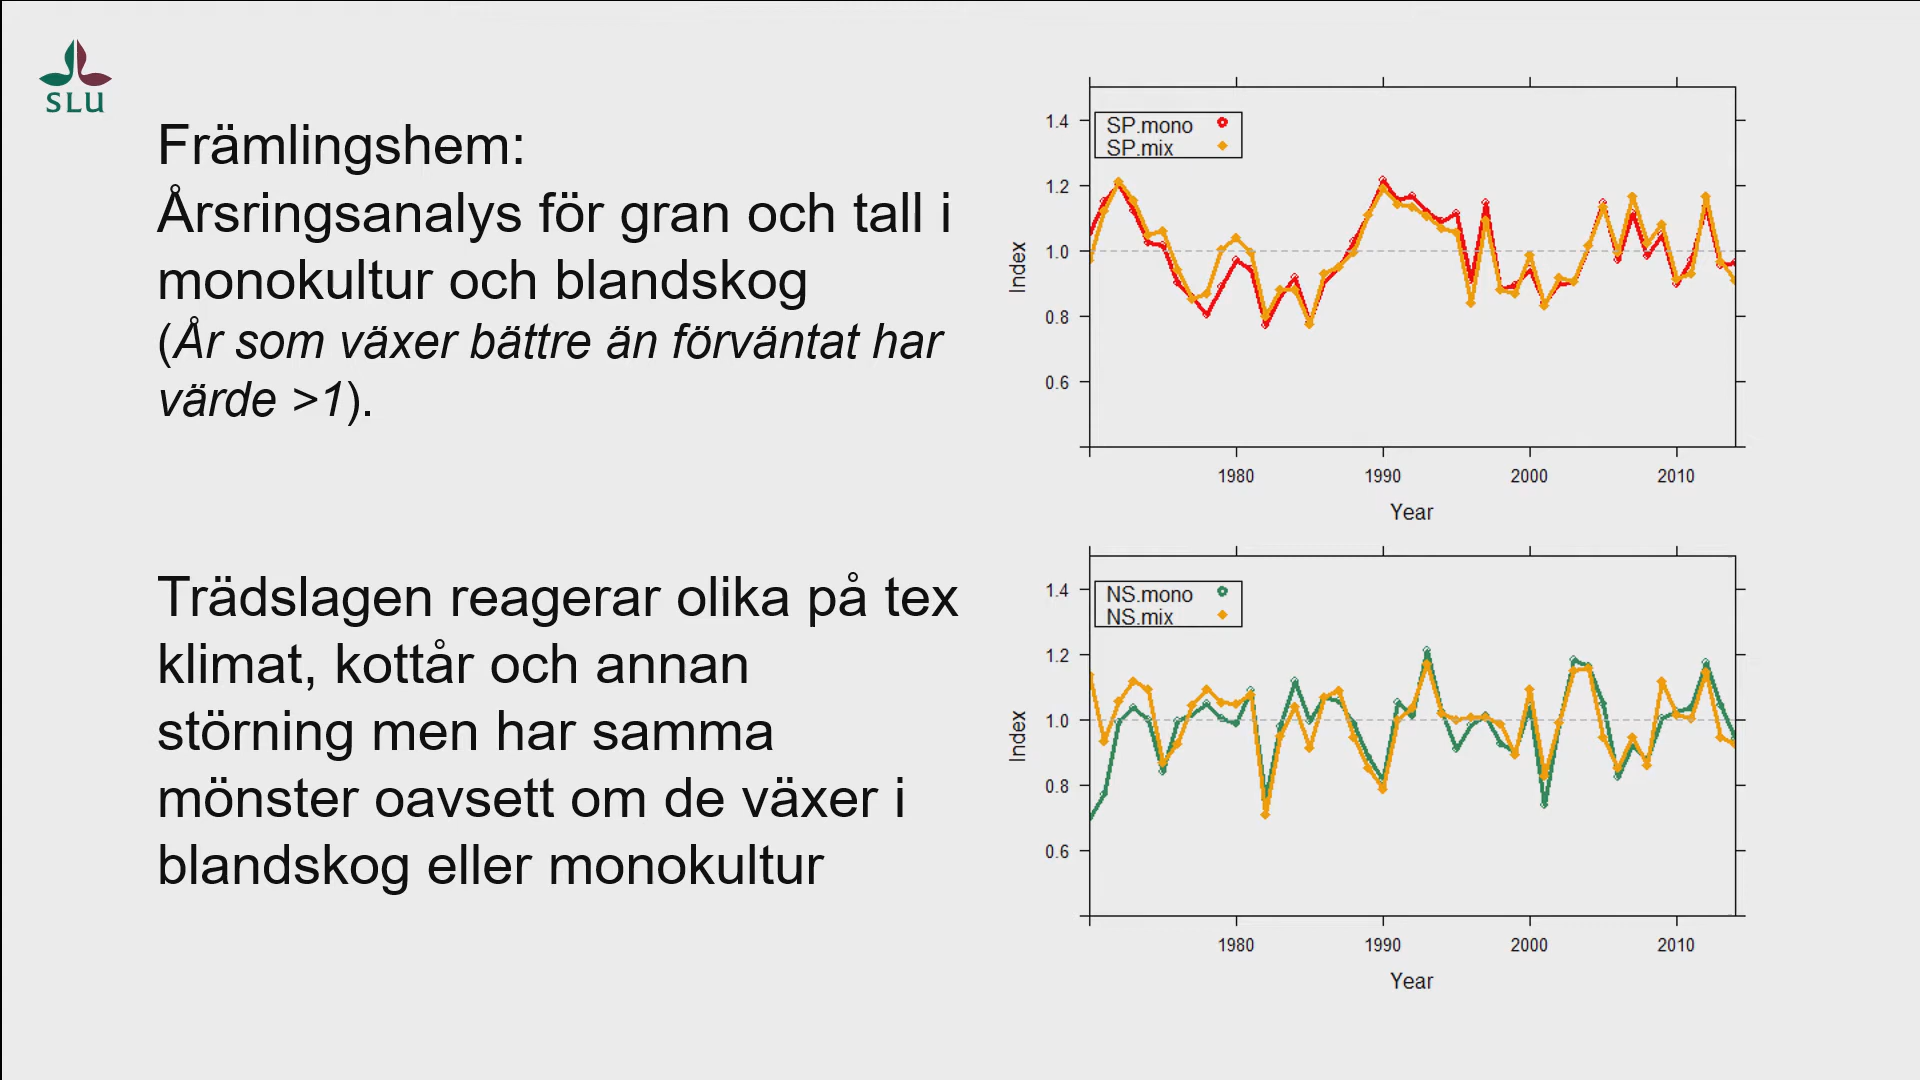 SLU
Främlingshem:
Årsringsanalys för gran och tall i
monokultur och blandskog
(År som växer bättre än förväntat har
värde >1).
Trädslagen reagerar olika på tex
klimat, kottår och annan
störning men har samma
mönster oavsett om de växer i
blandskog eller monokultur
SP.mono
SP.mix
1.4
1.2
1.0
0.8
0.6
Index
1980 1990 2000 2010
Year
NS.mono
NS.mix
1.4
1.2
1.0
0.8
0.6
Index
1980 1990 2000 2010
Year